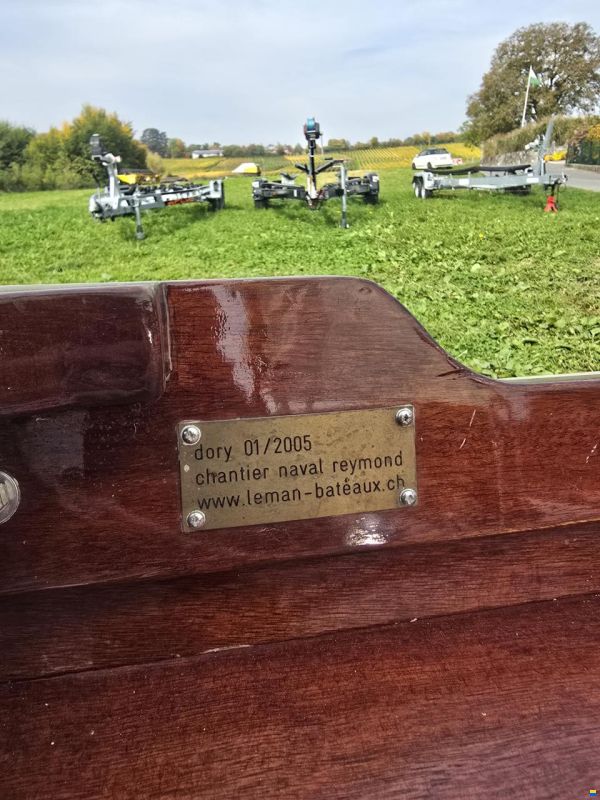 dory 01/2005
chantier naval reymond
www.leman-bateaux.ch